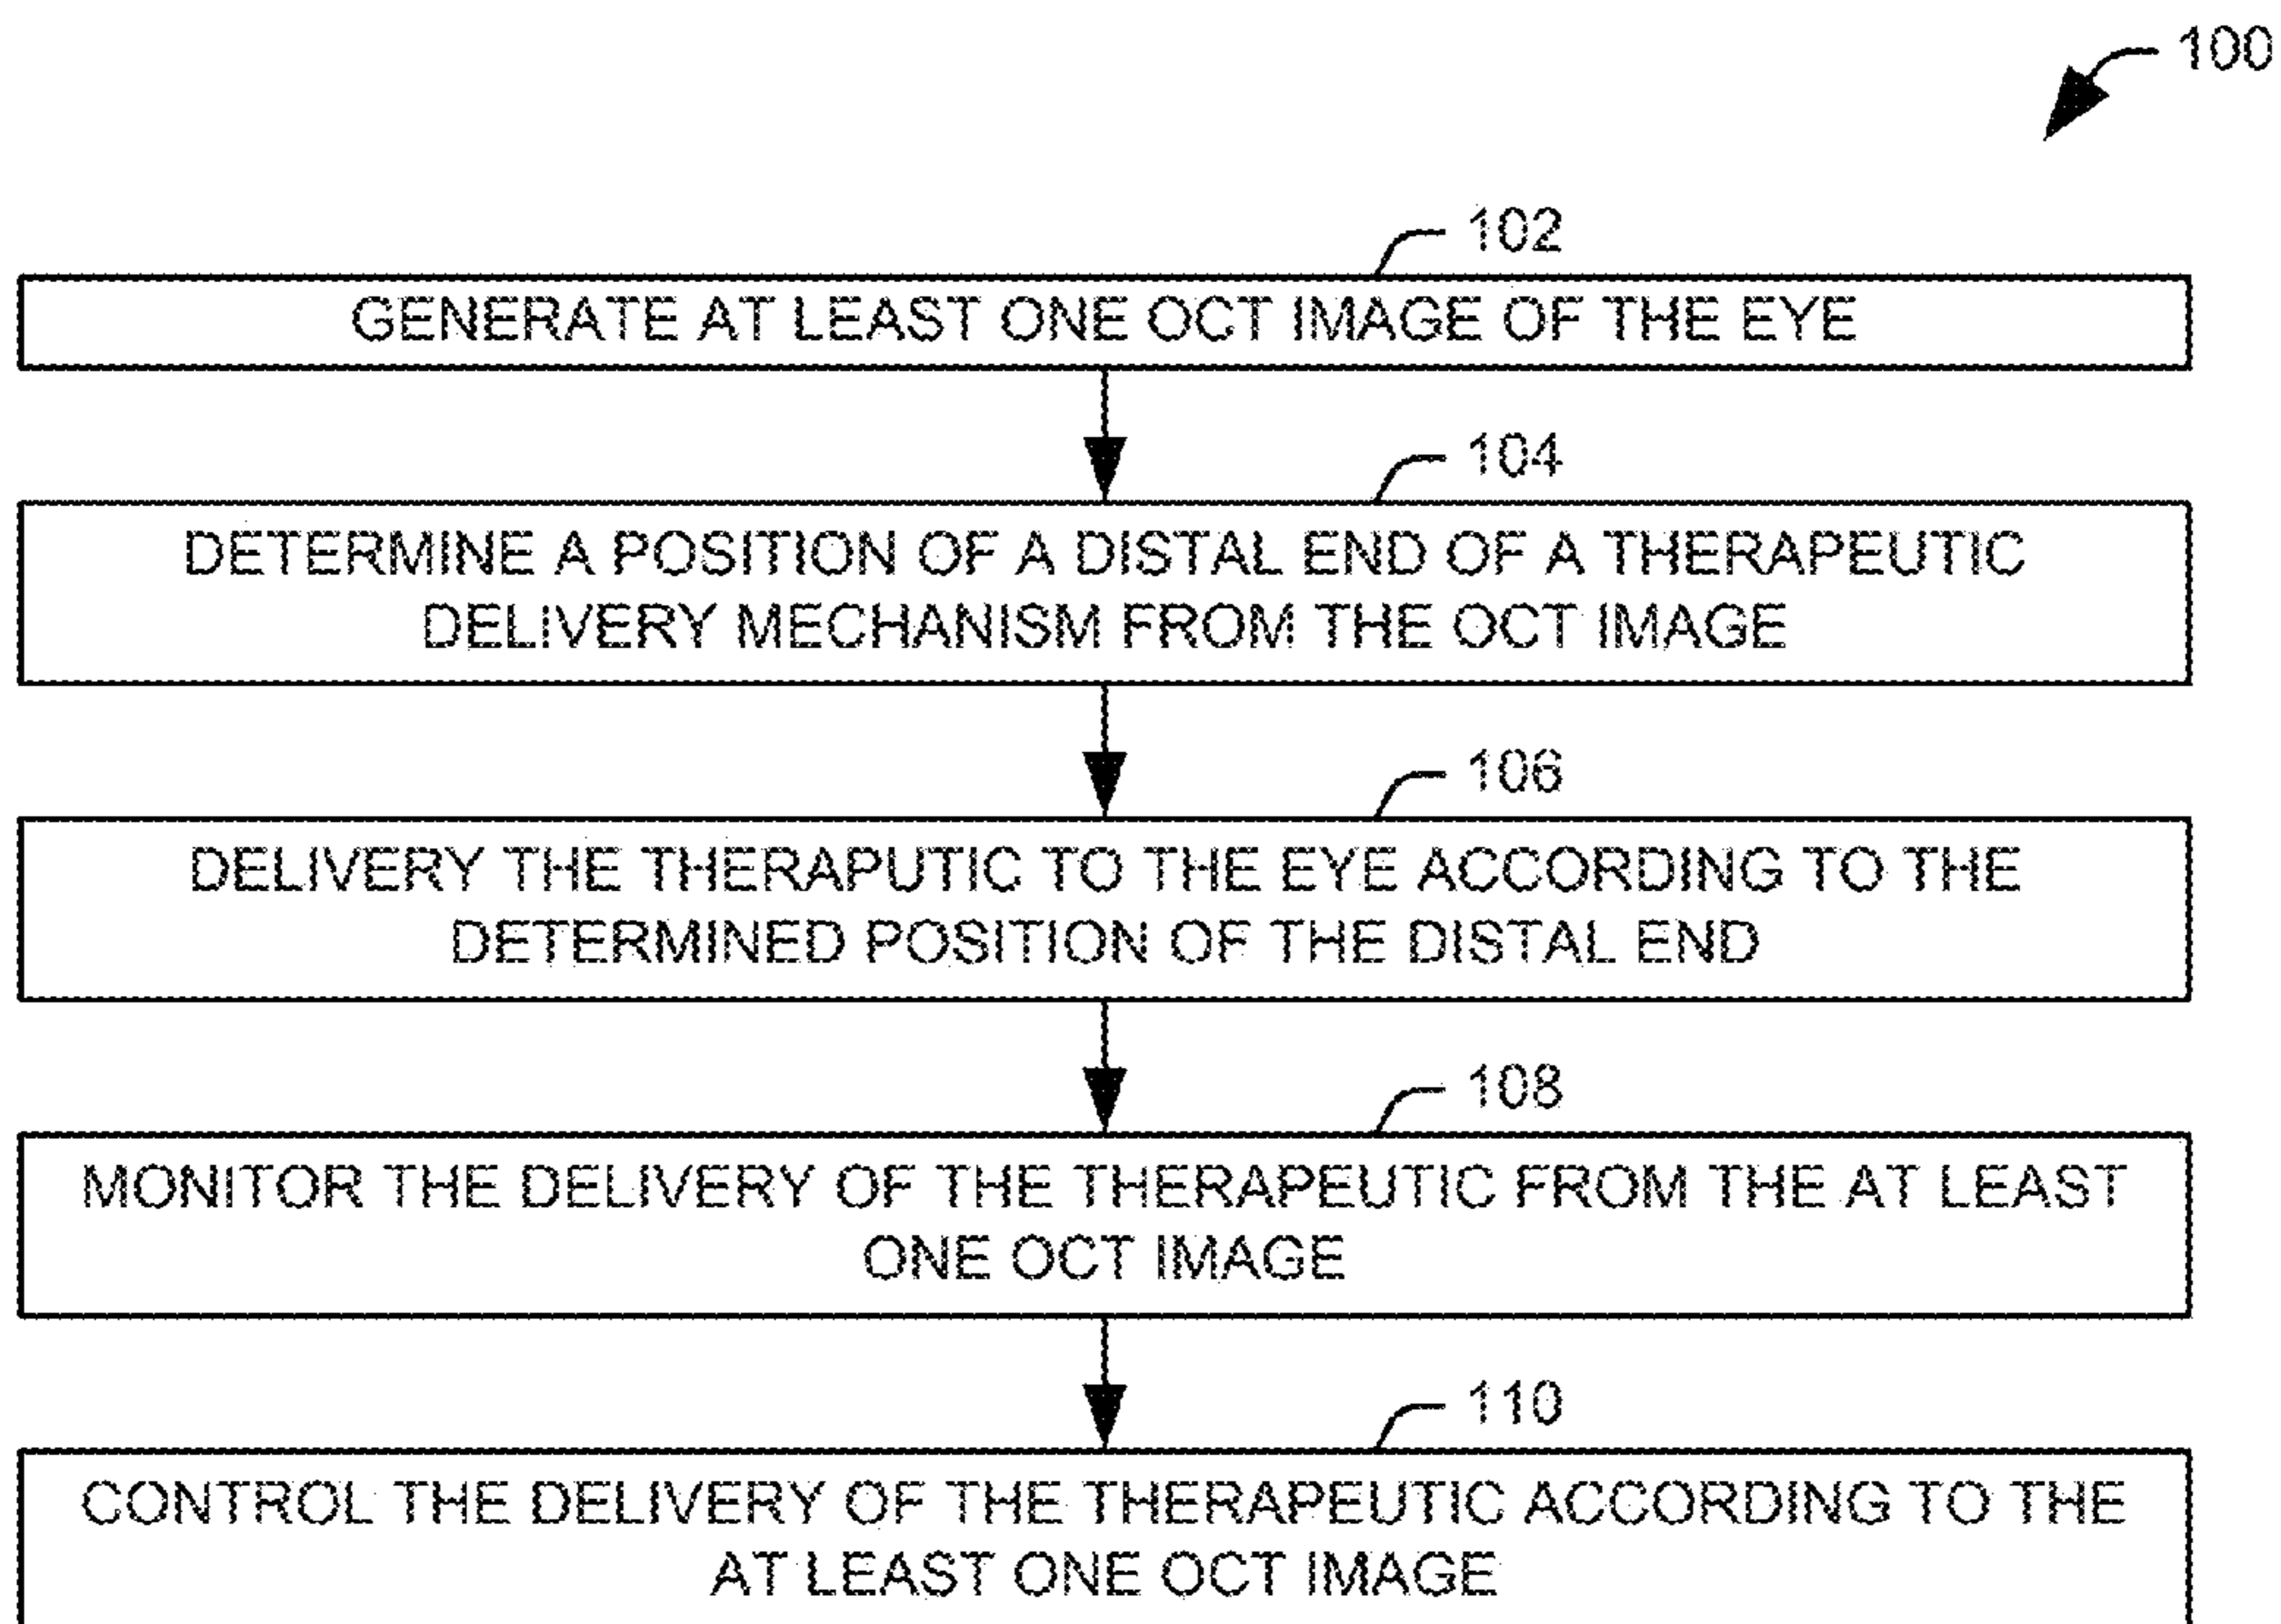 100
102
GENERATE AT LEAST ONE OCT IMAGE OF THE EYE
104
DETERMINE A POSITION OF A DISTAL END OF A THERAPEUTIC
DELIVERY MECHANISM FROM THE OCT IMAGE
106
DELIVERY THE THERAPUTIC TO THE EYE ACCORDING TO THE
DETERMINED POSITION OF THE DISTAL END
108
MONITOR THE DELIVERY OF THE THERAPEUTIC FROM THE AT LEAST
ONE OCT IMAGE
110
CONTROL THE DELIVERY OF THE THERAPEUTIC ACCORDING TO THE
AT LEAST ONE OCT IMAGE